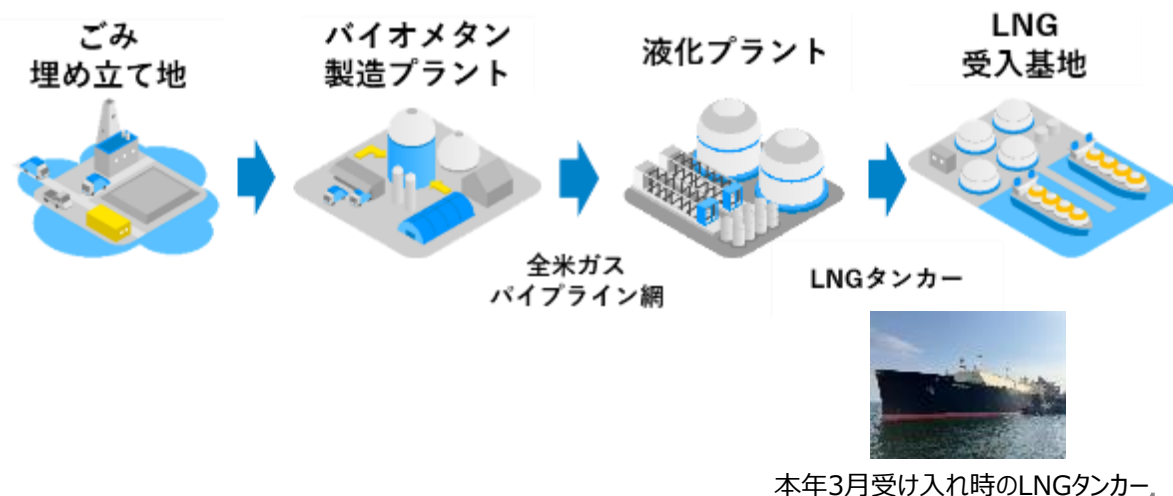 ごみ
埋め立て地
バイオメタン
製造プラント
液化プラント
LNG
受入基地
全米ガス
パイプライン網
LNGタンカー
本年3月受け入れ時のLNGタンカー